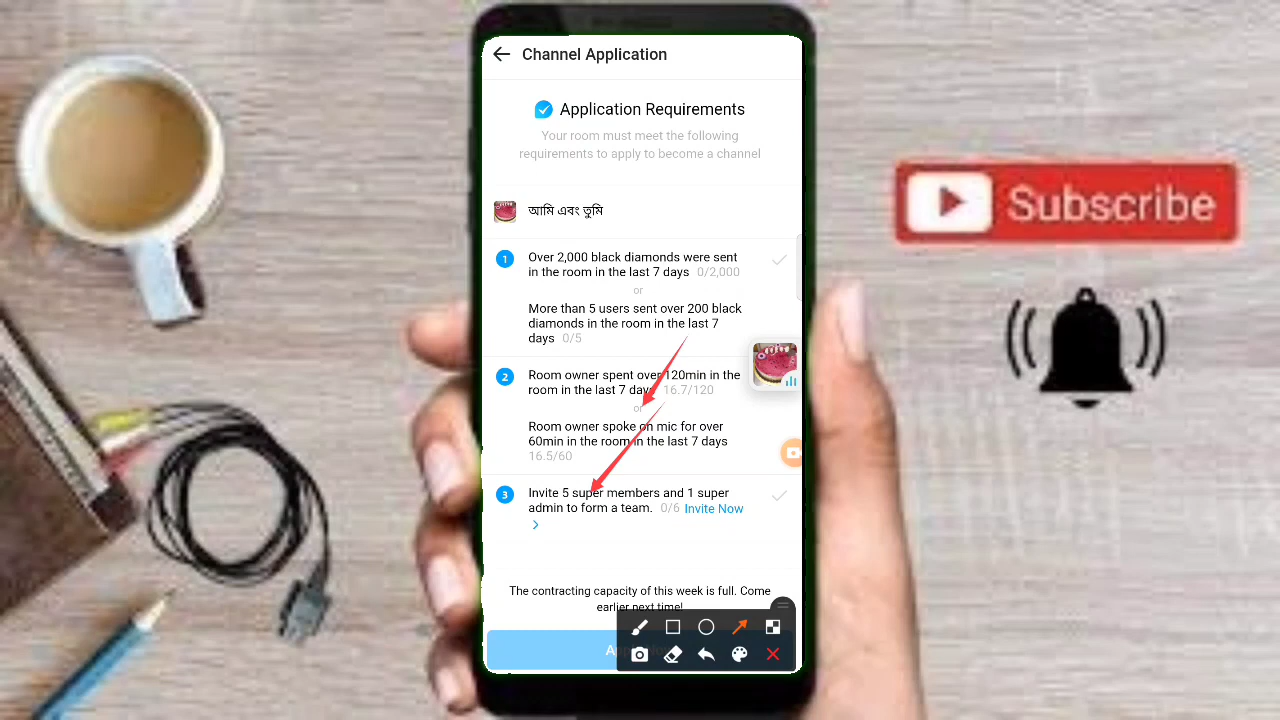 Channel Application
Application Requirements
Your room must meet the following
requirements to apply to become a channel
আমি এবং তুমি
1 Over 2,000 black diamonds were sent
in the room in the last 7 days 0/2,000
or
More than 5 users sent over 200 black
diamonds in the room in the last 7
days 0/5
2 Room owner spent over 120min in the
room in the last 7 days 16.7/120
or
Room owner spoke on mic for over
60min in the room in the last 7 days
16.5/60
3 Invite 5 super members and 1 super
admin to form a team. 0/6 Invite Now
The contracting capacity of this week is full. Come
earlier next time!
Subscribe